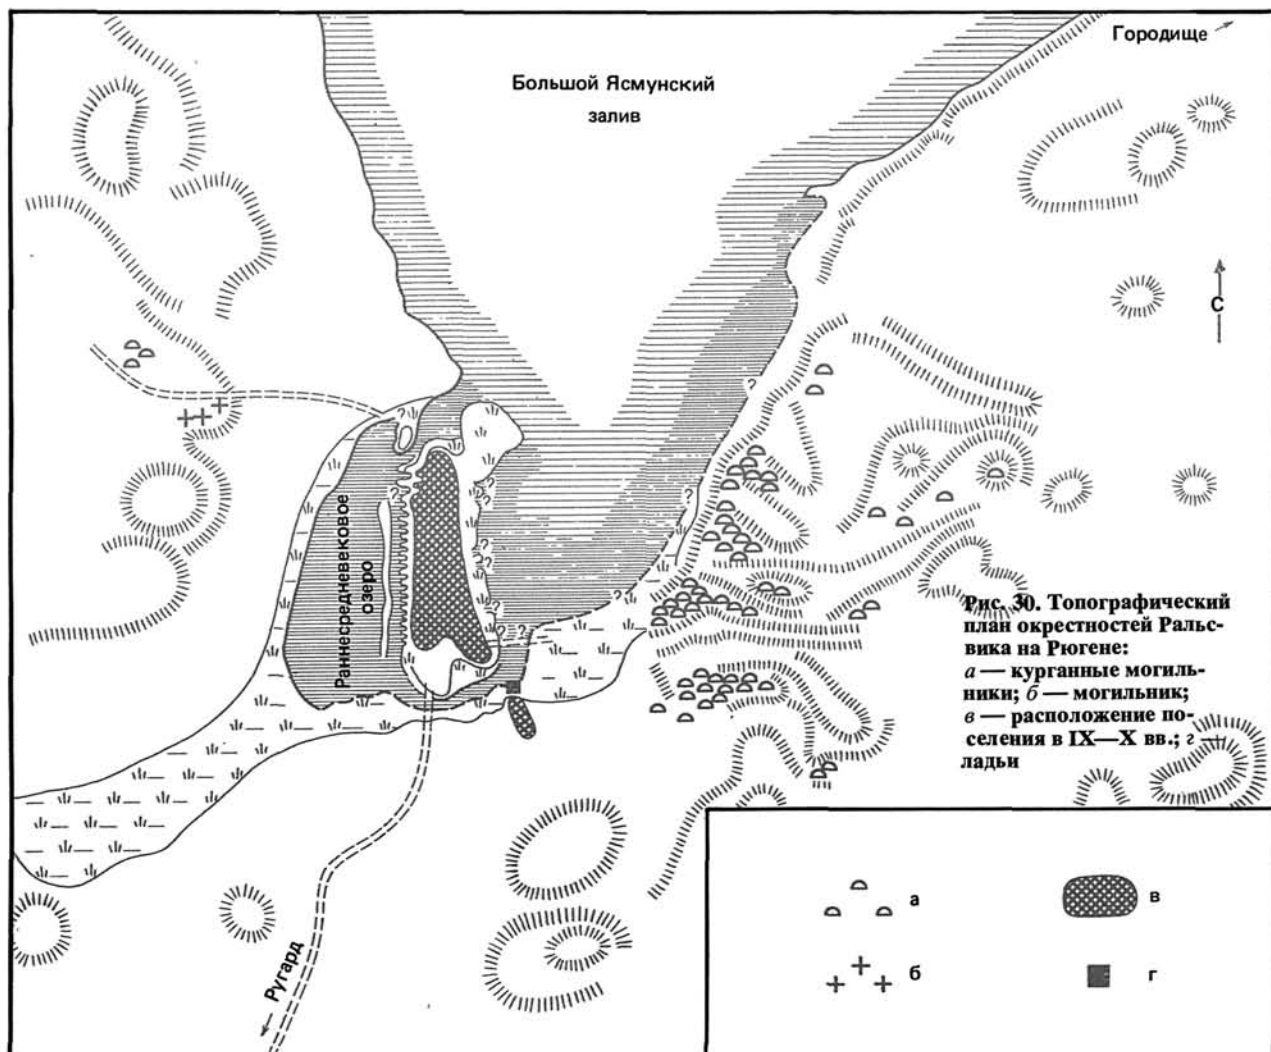 Городище
Большой Ясмунский
залив
С
Раннесредневековое
озеро
Ругард
Рис. 30. Топографический
план окрестностей Ральс-
вика на Рюгене:
а — курганные могиль-
ники; б — могильник;
в — расположение по-
селения в IX—X вв.; г —
ладьи
а
в
б
г